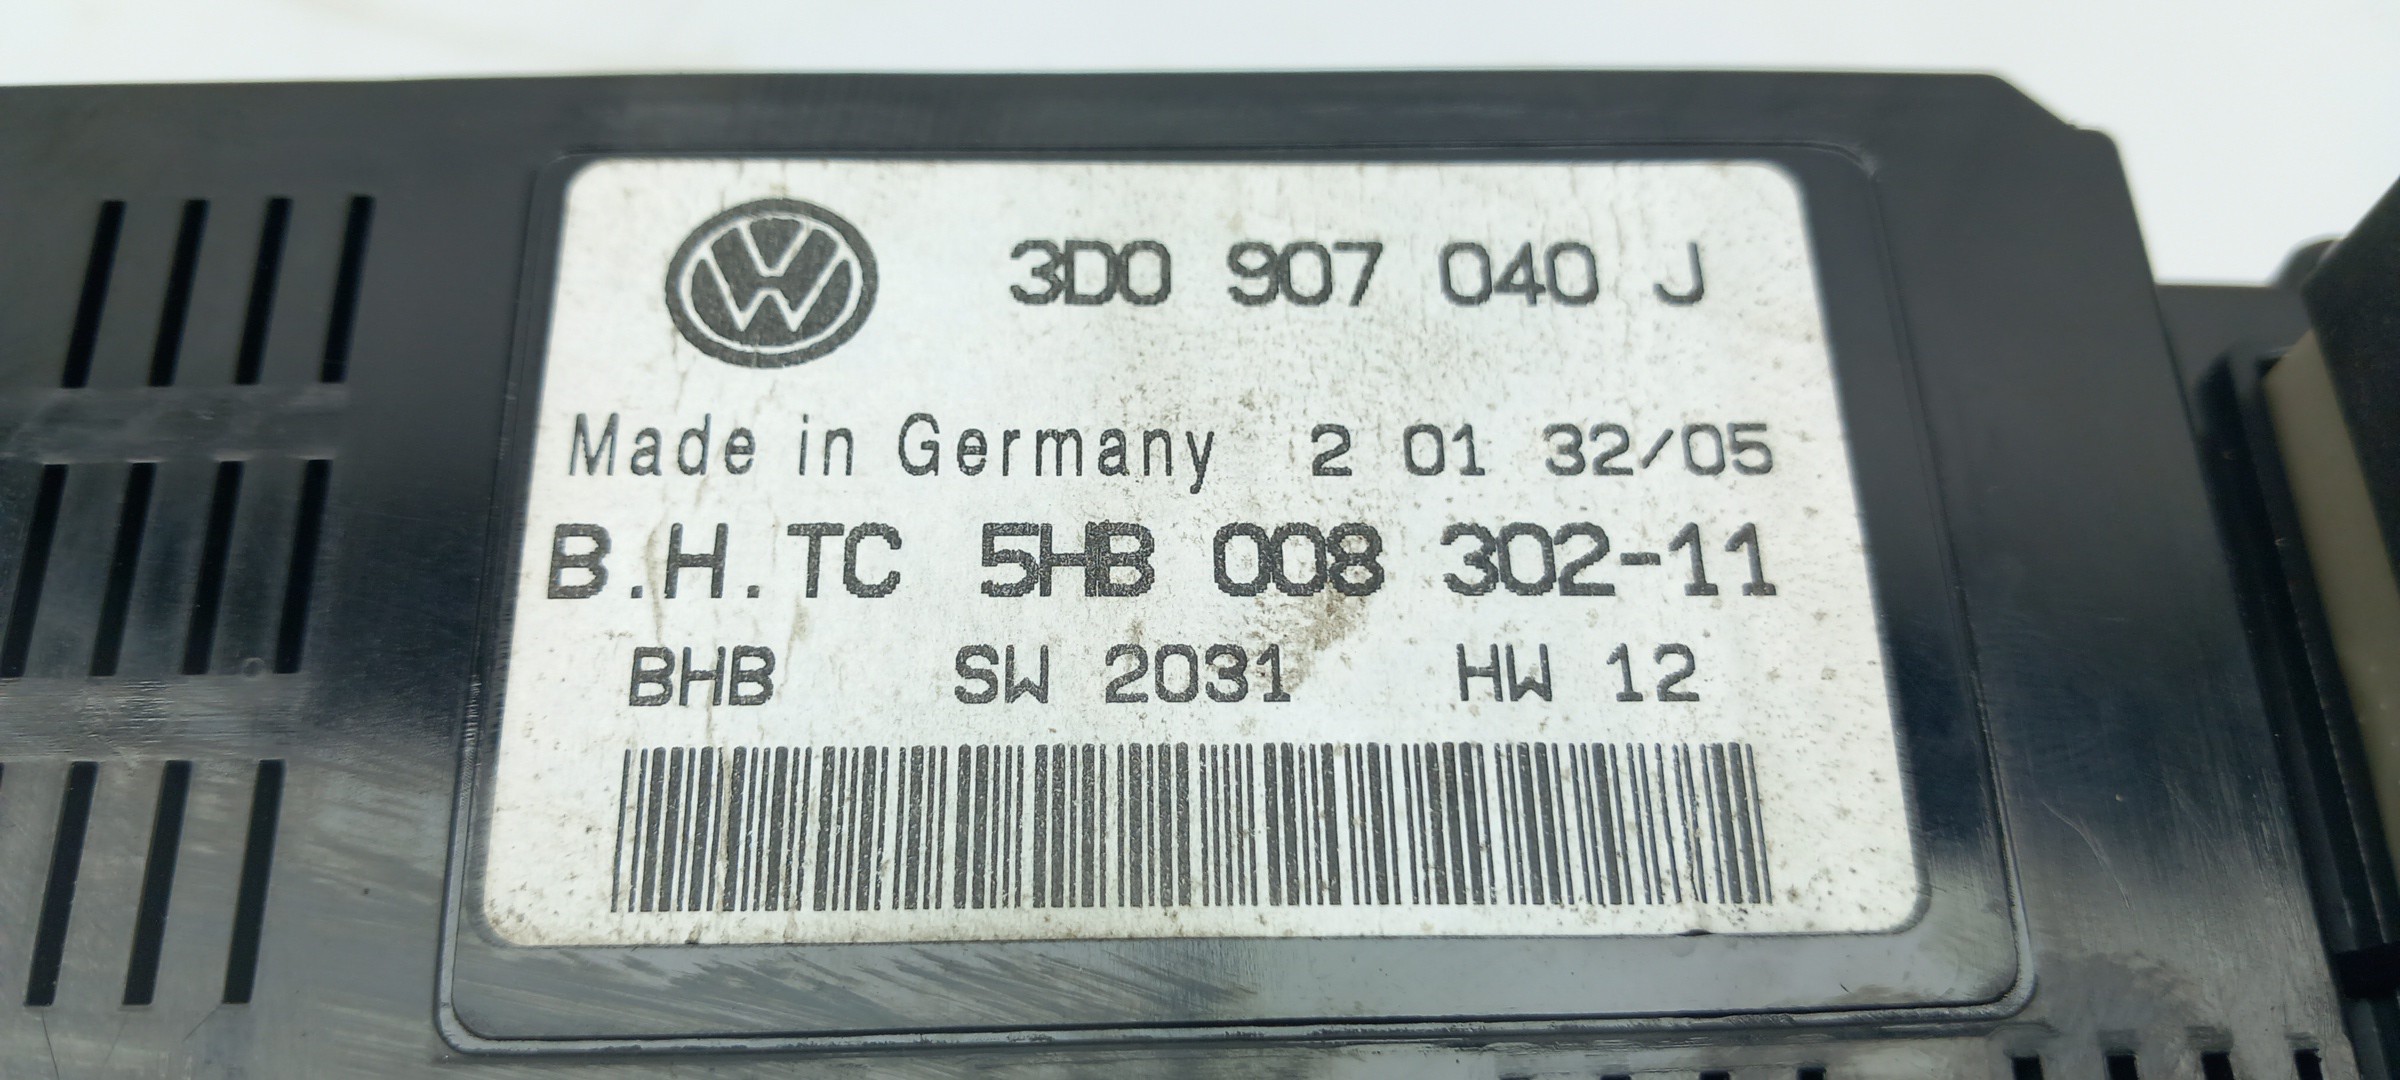 3D0 907 040 J
Made in Germany 2 01 32/05
B.H.TC 5HB 008 302-11
BHB SW 2031 HW 12